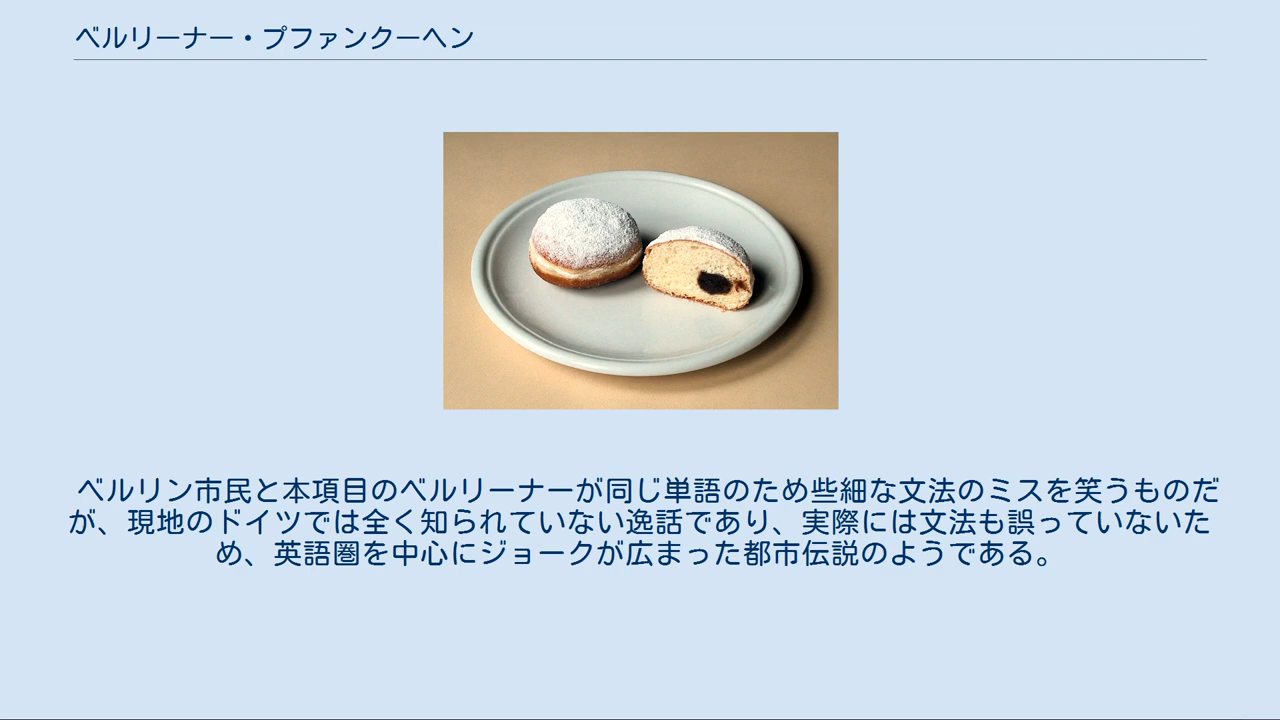 ベルリーナー・プファンクーヘン
ベルリン市民と本項目のベルリーナーが同じ単語のため些細な文法のミスを笑うものだ
が、現地のドイツでは全く知られていない逸話であり、実際には文法も誤っていないた
め、英語圏を中心にジョークが広まった都市伝説のようである。